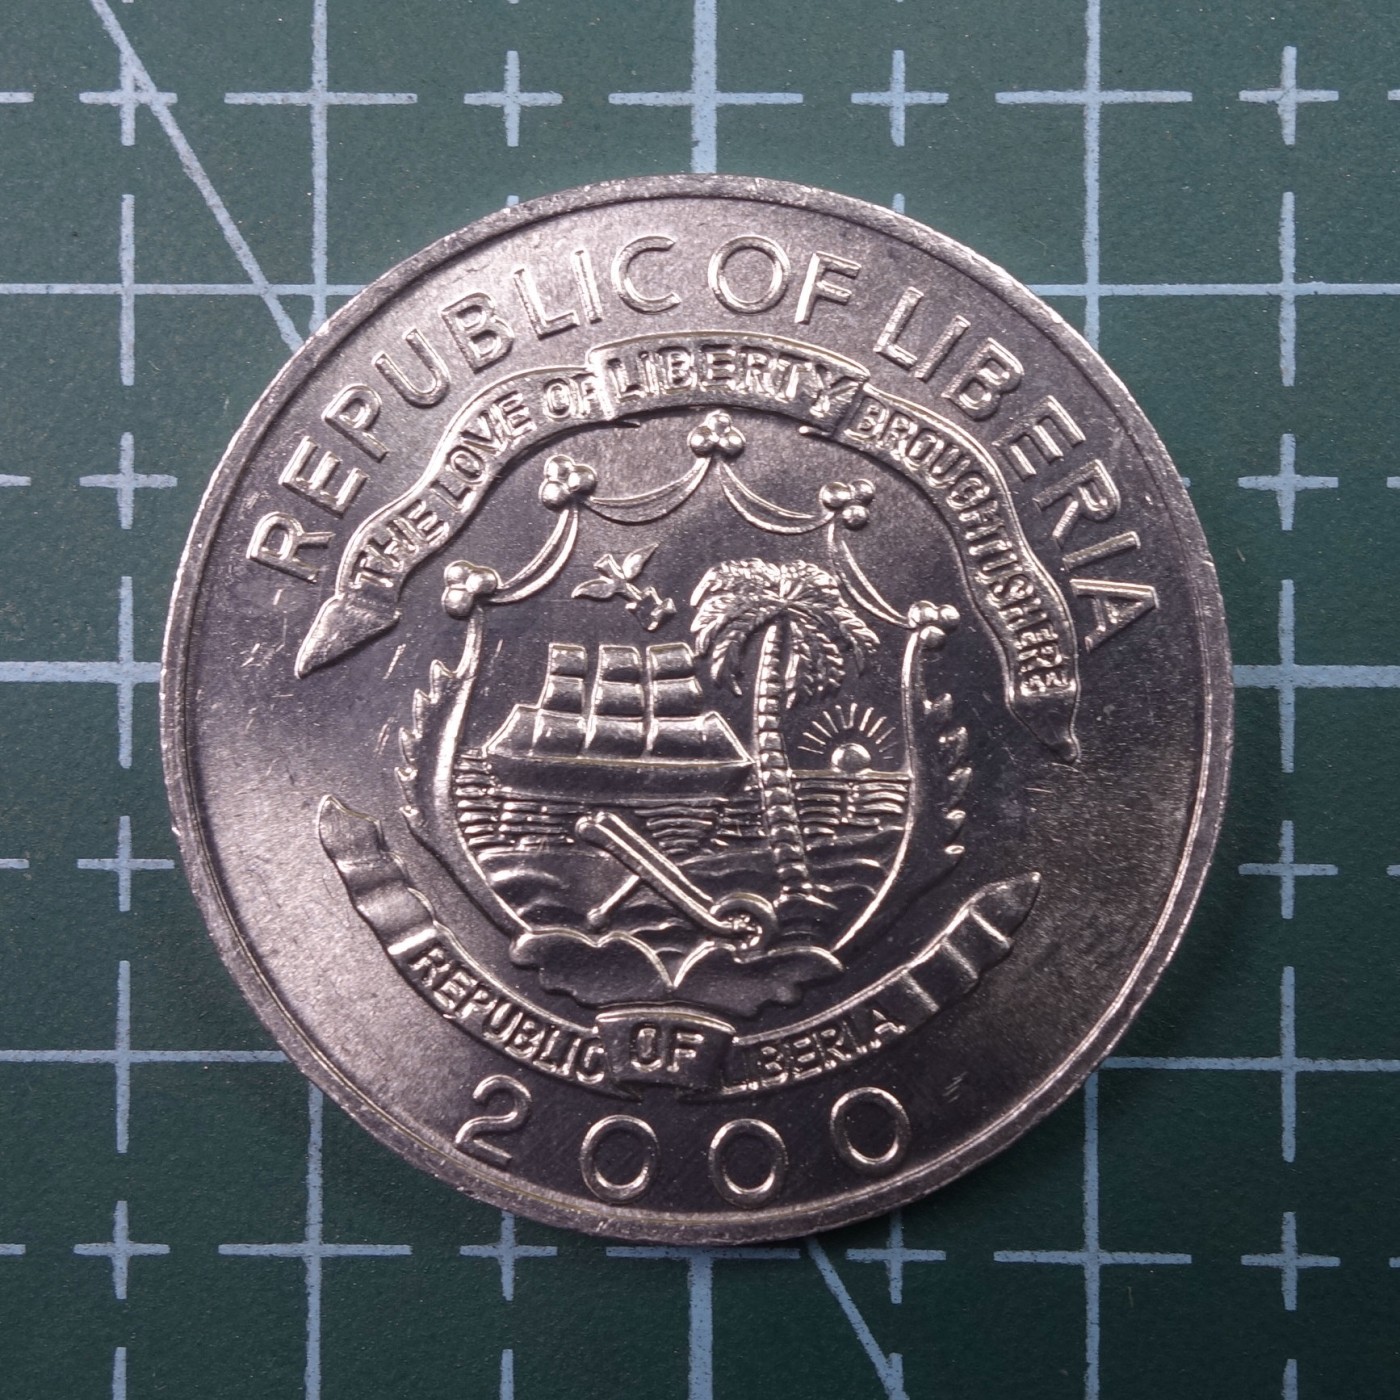 REPUBLIC OF LIBERIA
THE LOVE OF LIBERTY BROUGHT US HERE
REPUBLIC OF LIBERIA
2000